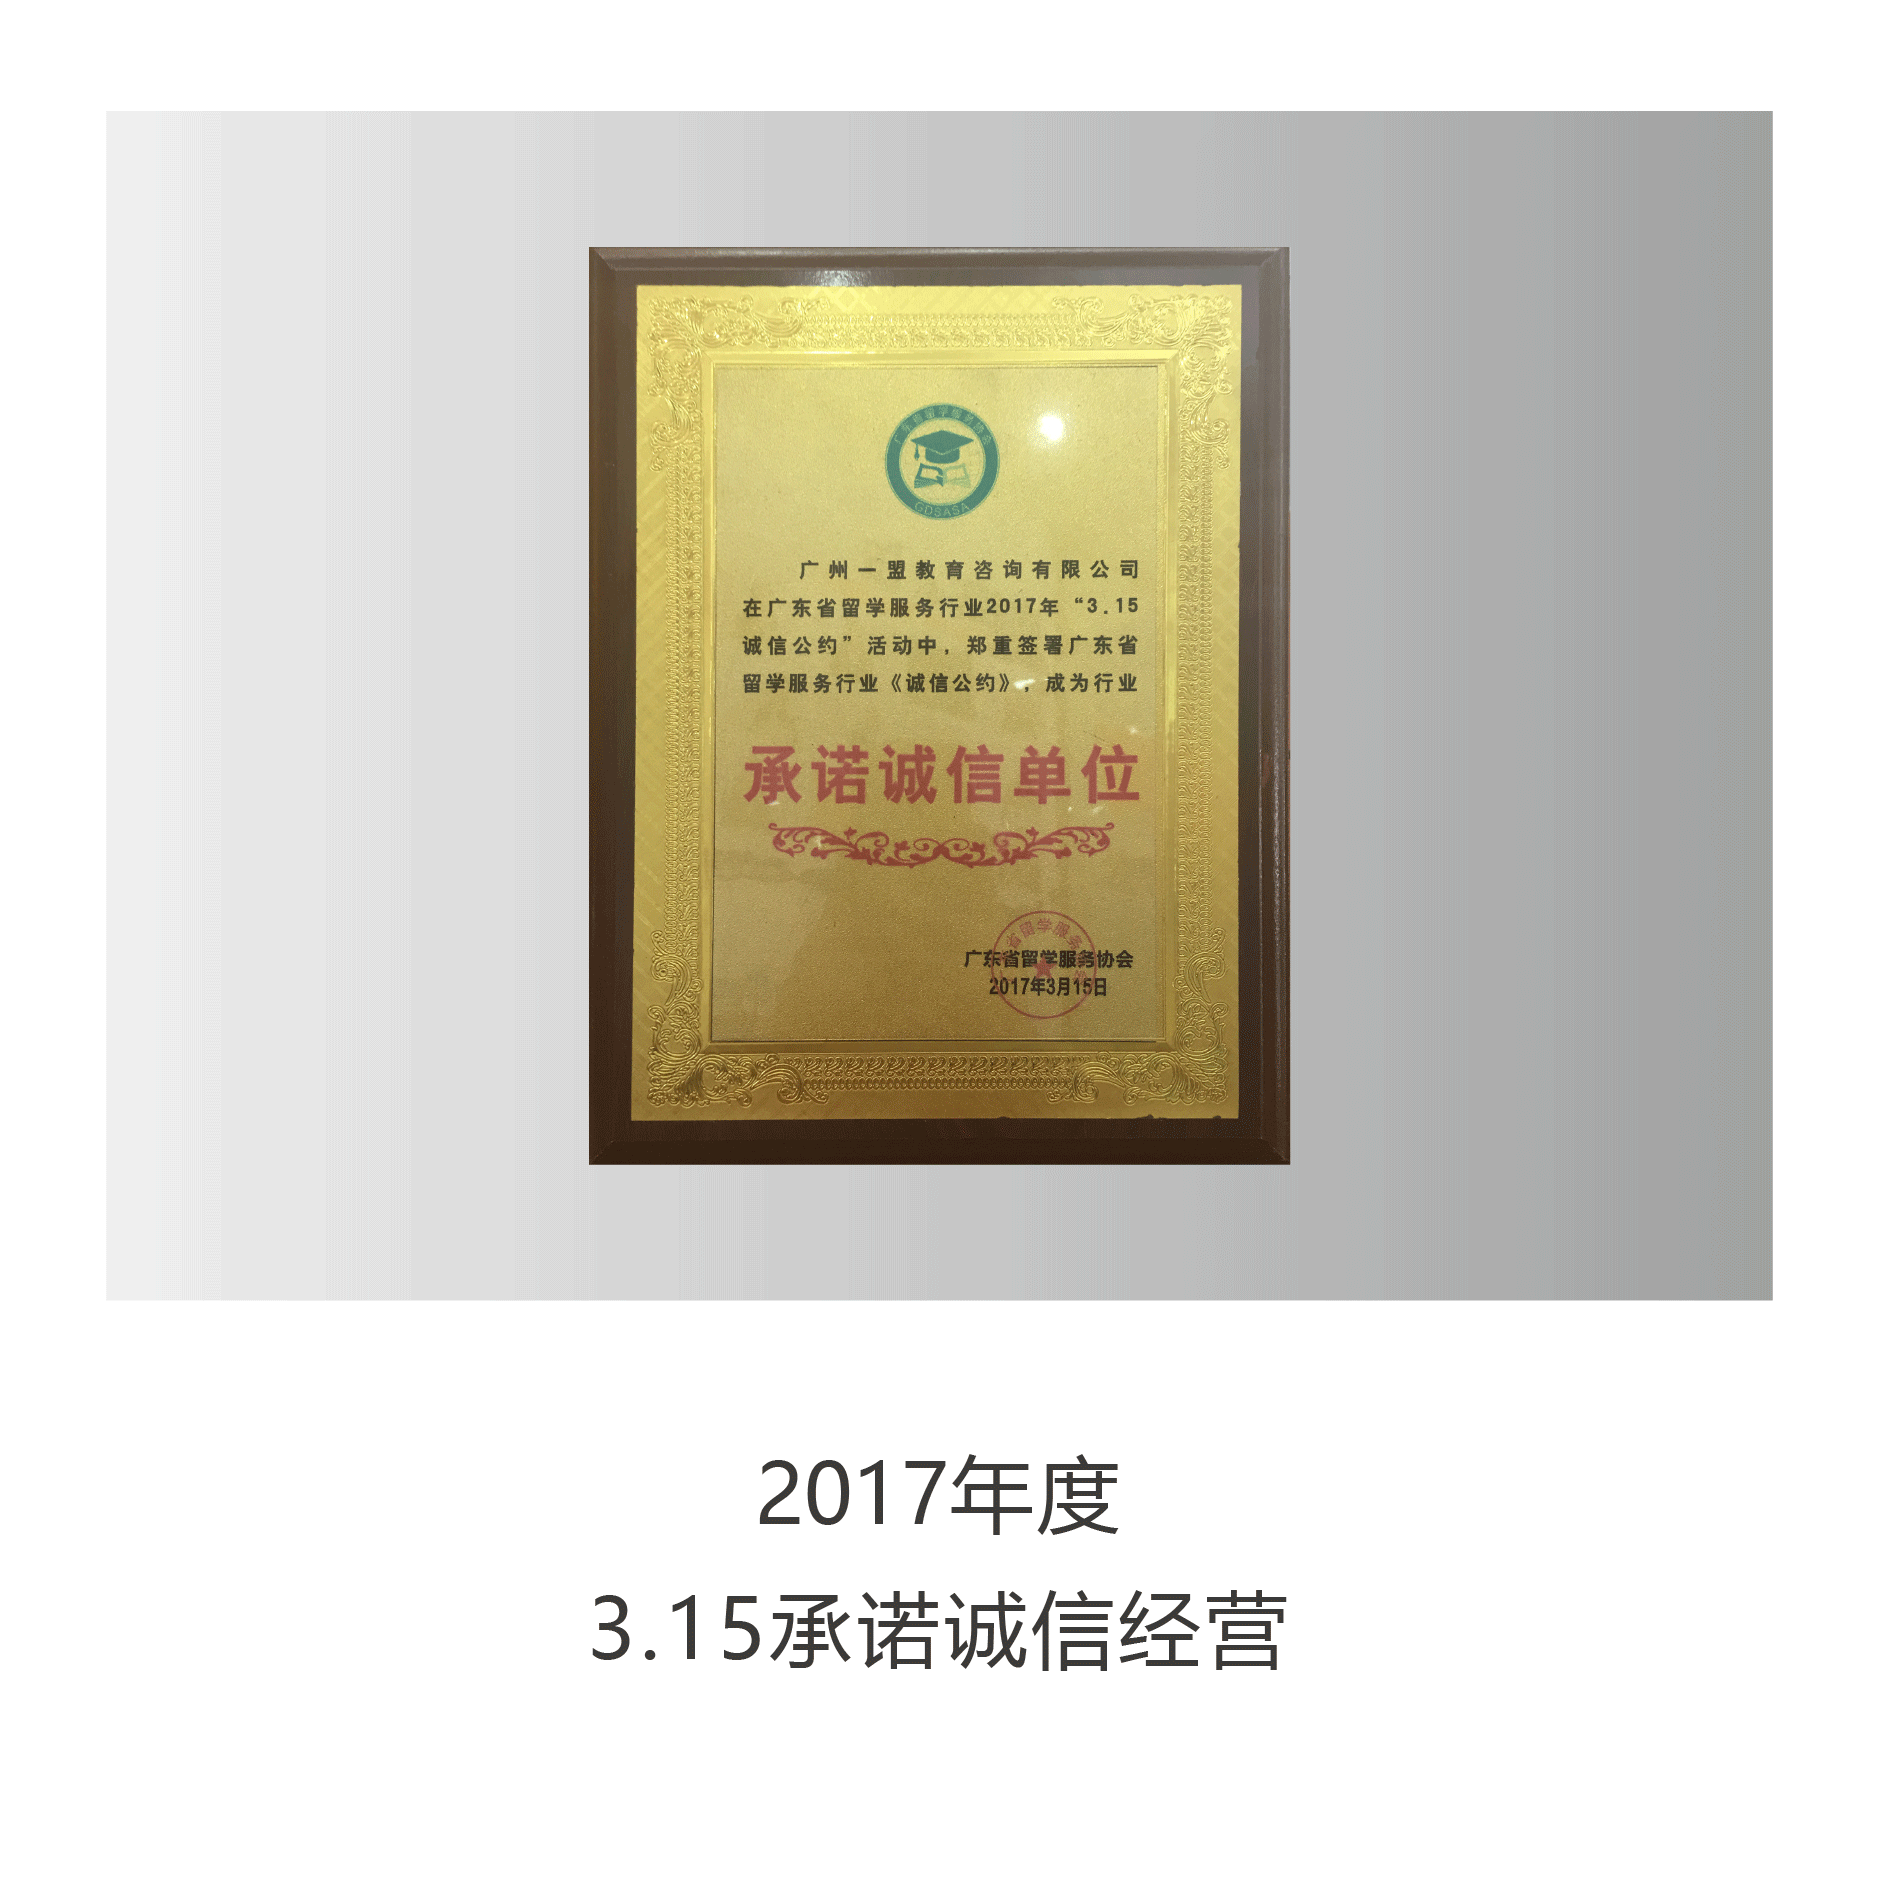 广东省留学服务协会
GDSASA
广州一盟教育咨询有限公司
在广东省留学服务行业2017年“3.15
诚信公约”活动中，郑重签署广东省
留学服务行业《诚信公约》，成为行业
承诺诚信单位
广东省留学服务协会
2017年3月15日
2017年度
3.15承诺诚信经营